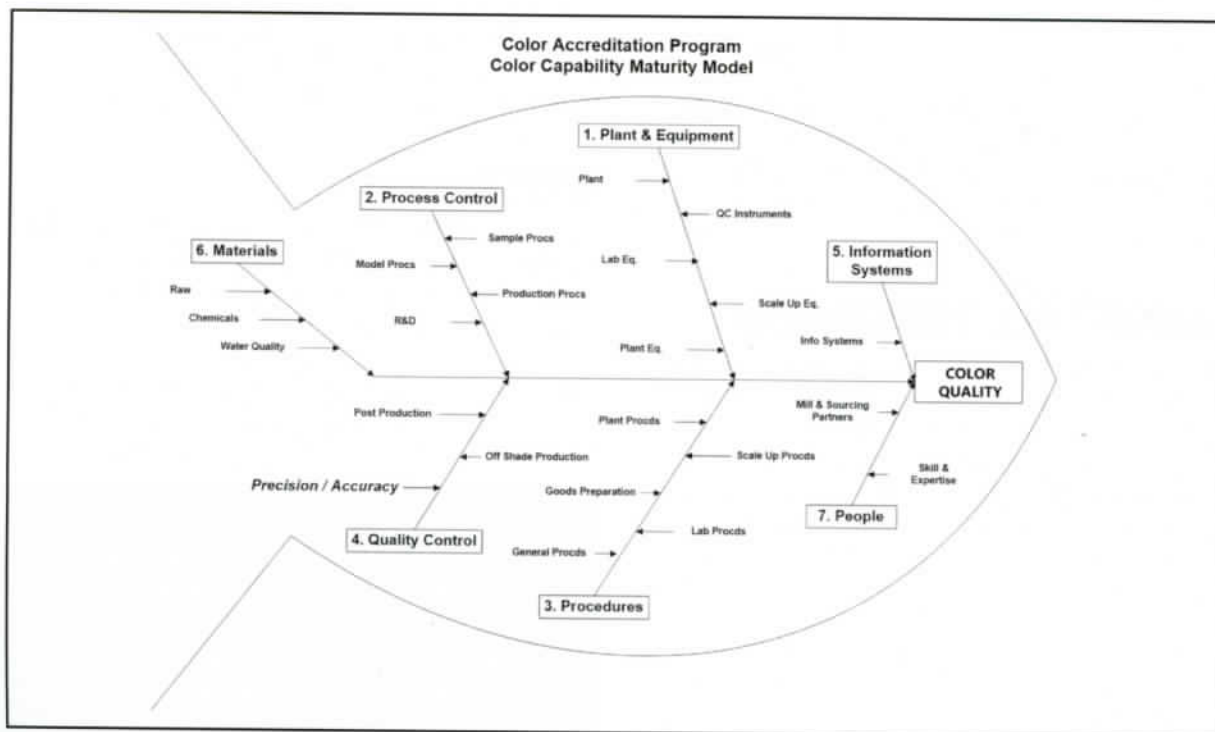 Color Accreditation Program
Color Capability Maturity Model
1. Plant & Equipment
Plant
QC Instruments
Lab Eq.
Scale Up Eq.
Plant Eq.
2. Process Control
Sample Procs
Model Procs
Production Procs
R&D
6. Materials
Raw
Chemicals
Water Quality
5. Information
Systems
Info Systems
COLOR
QUALITY
Post Production
Off Shade Production
Precision / Accuracy
4. Quality Control
Plant Procds
Scale Up Procds
Goods Preparation
Lab Procds
General Procds
3. Procedures
Mill & Sourcing
Partners
Skill &
Expertise
7. People